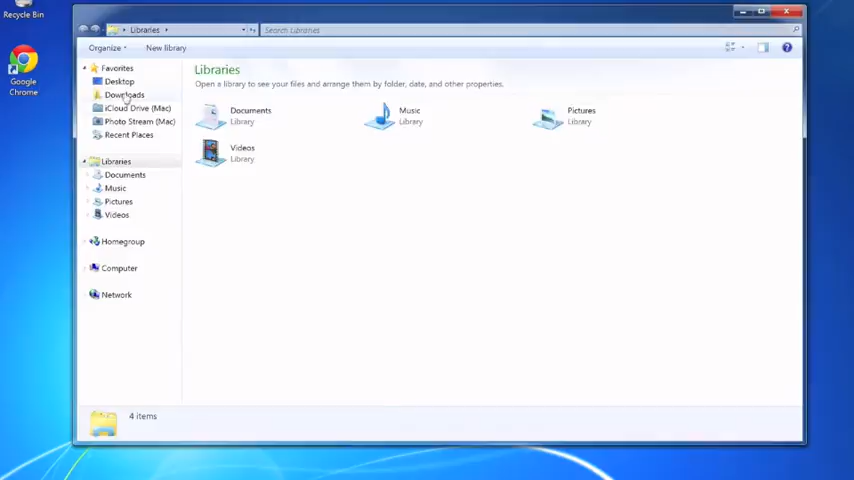 Recycle Bin
Google
Chrome
Libraries
Search Libraries
Organize
New library
Favorites
Desktop
Downloads
iCloud Drive (Mac)
Photo Stream (Mac)
Recent Places
Libraries
Documents
Music
Pictures
Videos
Homegroup
Computer
Network
Libraries
Open a library to see your files and arrange them by folder, date, and other properties.
Documents
Library
Music
Library
Pictures
Library
Videos
Library
4 items